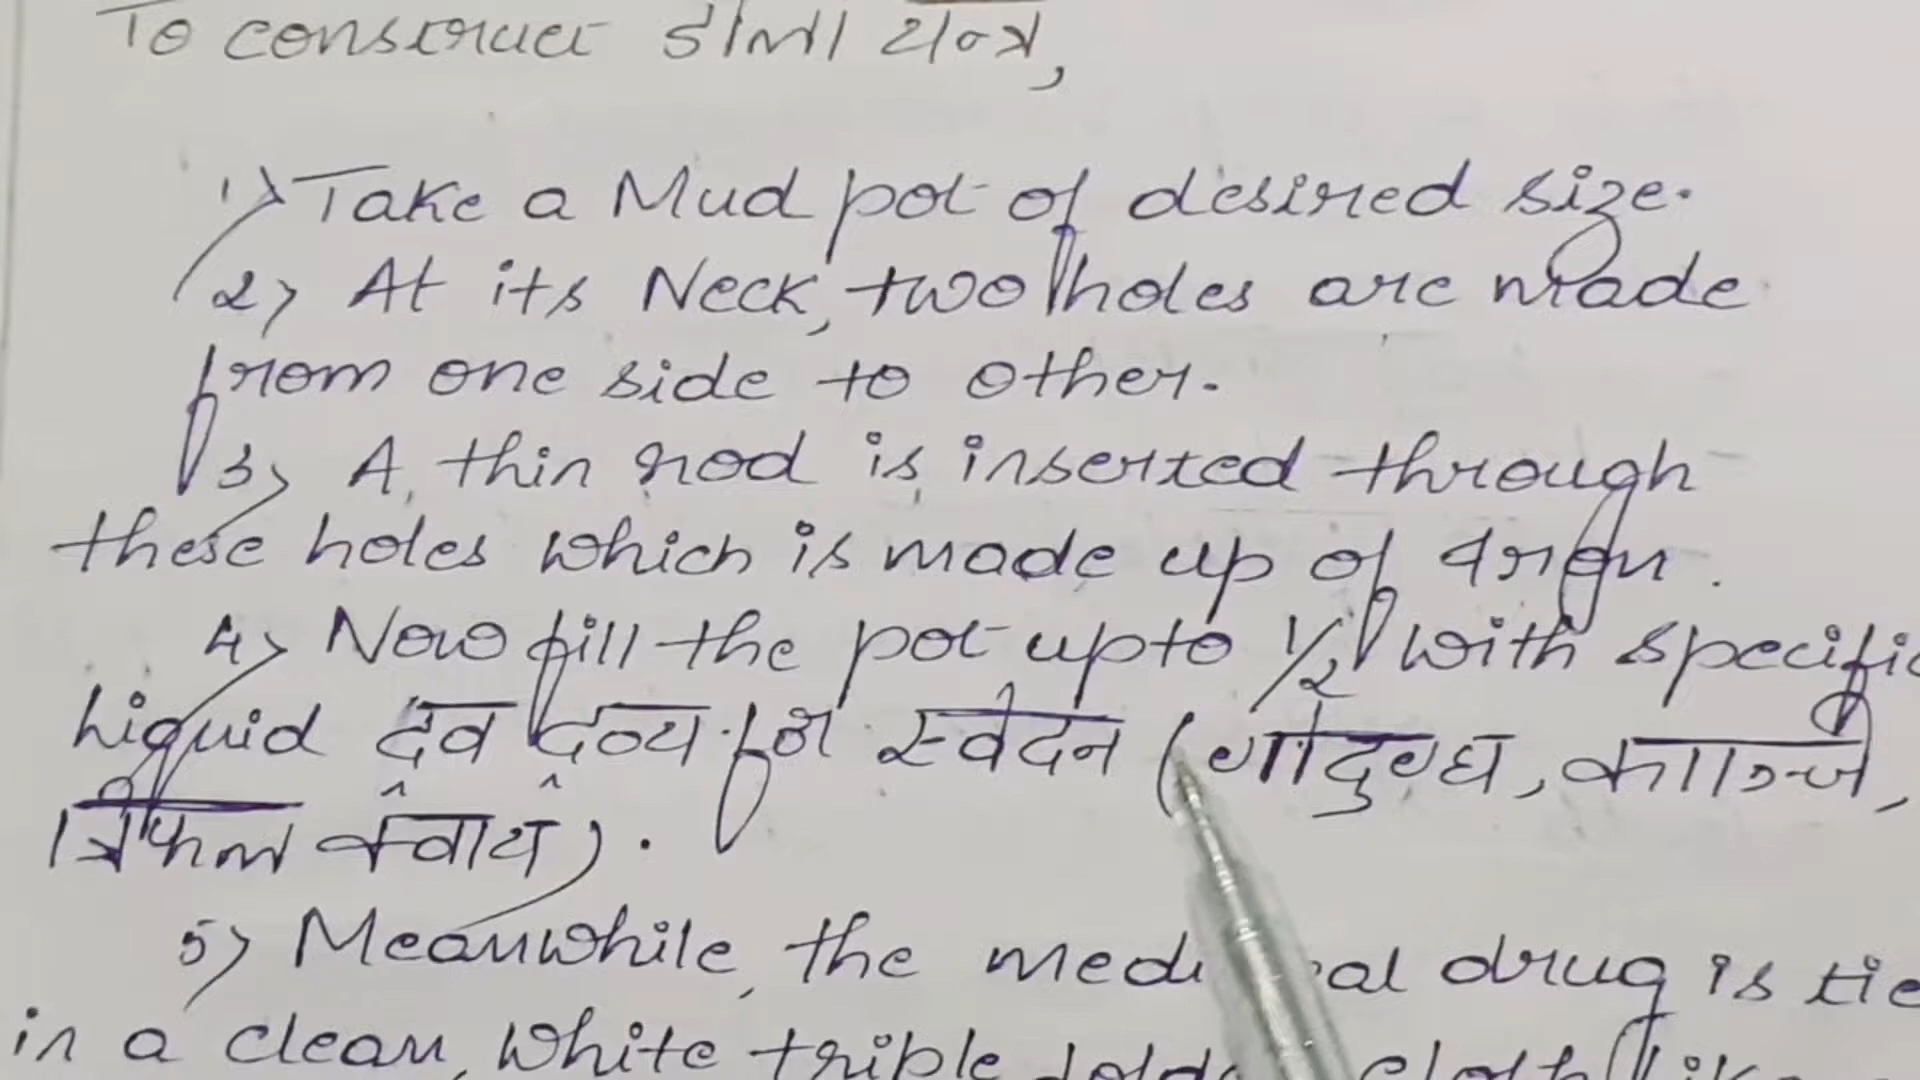 To construct डोला यन्त्र,
1) Take a Mud pot of desired size.
2) At its Neck, two holes are made
from one side to other.
3) A thin rod is inserted through
these holes which is made up of Iron.
4) Now fill the pot upto 1/2 with specific
liquid द्रव द्रव्य for स्वेदन (गोदुग्ध,
त्रिफला क्वाथ).
5) Meanwhile, the medi al drug is tie
in a clean, white triple